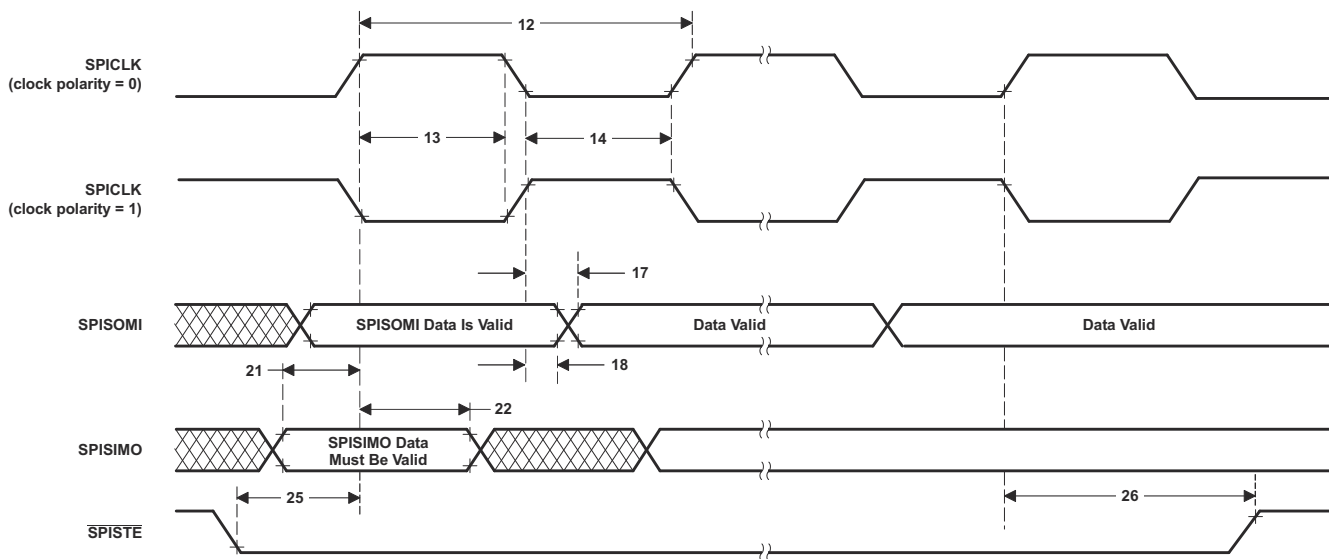 12
SPICLK
(clock polarity = 0)
13
14
SPICLK
(clock polarity = 1)
17
SPISOMI
SPISOMI Data Is Valid
Data Valid
Data Valid
21
18
22
SPISIMO
SPISIMO Data
Must Be Valid
25
26
SPISTE